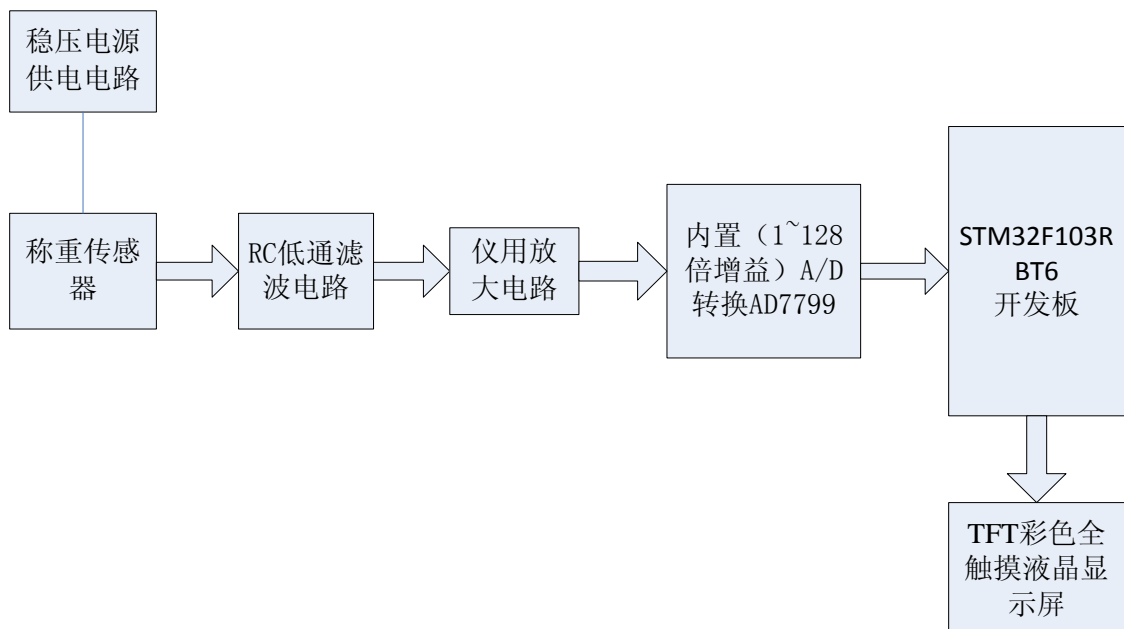 稳压电源
供电电路
称重传感
器
RC低通滤
波电路
仪用放
大电路
内置（1~128
倍增益）A/D
转换AD7799
STM32F103R
BT6
开发板
TFT彩色全
触摸液晶显
示屏